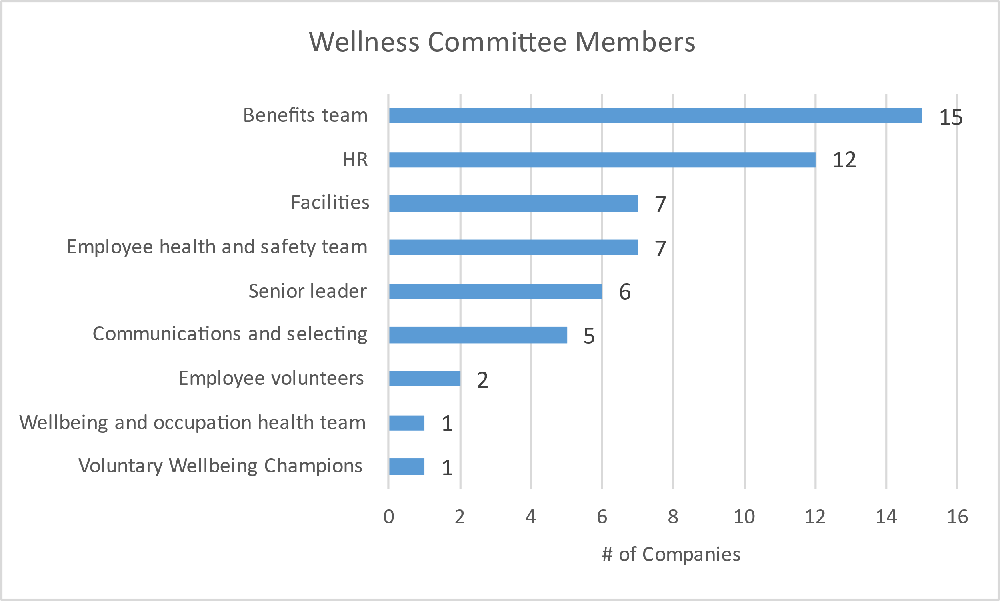 Wellness Committee Members
Benefits team 15
HR 12
Facilities 7
Employee health and safety team 7
Senior leader 6
Communications and selecting 5
Employee volunteers 2
Wellbeing and occupation health team 1
Voluntary Wellbeing Champions 1
0 2 4 6 8 10 12 14 16
# of Companies